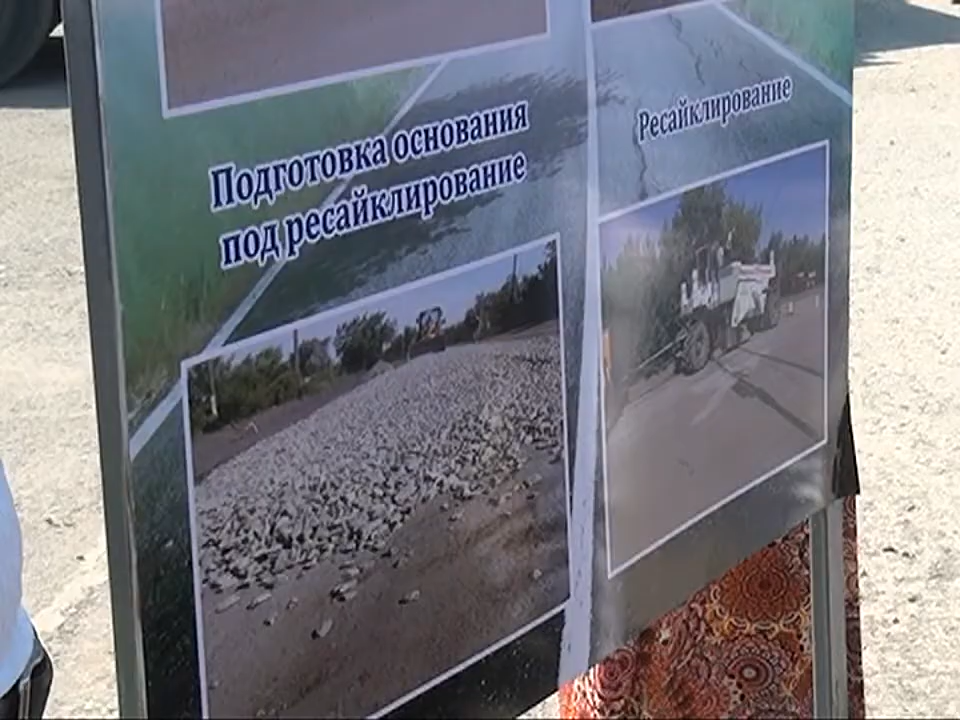 Подготовка основания
под ресайклирование
Ресайклирование